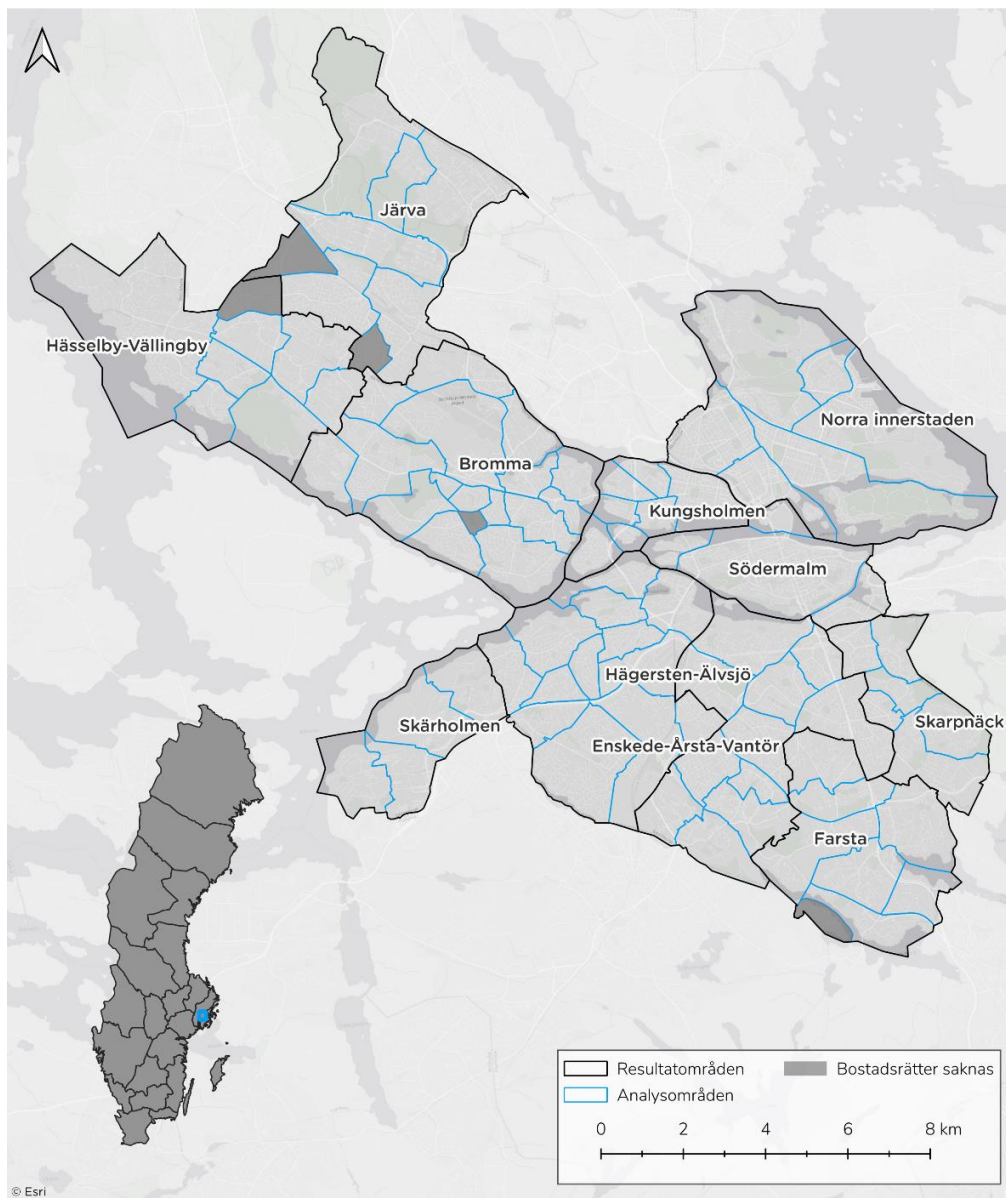 Järva
Hässelby-Vällingby
Norra innerstaden
Bromma
Kungsholmen
Södermalm
Hägersten-Älvsjö
Skarpnäck
Skärholmen
Enskede-Årsta-Vantör
Farsta
Resultatområden
Bostadsrätter saknas
Analysområden
0 2 4 6 8 km
© Esri